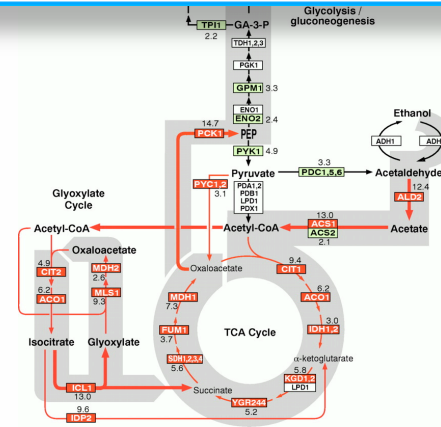 Glycolysis /
gluconeogenesis
TPI1
GA-3-P
2.2
TDH1,2,3
PGK1
GPM1 3.3
ENO1
ENO2 2.4
14.7
PCK1
PEP
PYK1 4.9
Ethanol
ADH1
ADH
3.3
PDC1,5,6
Pyruvate
Acetaldehyde
PYC1,2
3.1
PDA1,2
PDB1
LPD1
PDX1
12.4
ALD2
Glyoxylate
Cycle
13.0
ACS1
ACS2
2.1
Acetyl-CoA
Acetyl-CoA
Acetate
Oxaloacetate
4.9
CIT2
MDH2
2.6
Oxaloacetate
9.4
CIT1
6.2
ACO1
MLS1
9.3
MDH1
7.3
6.2
ACO1
FUM1
3.7
3.0
IDH1,2
TCA Cycle
Isocitrate
Glyoxylate
SDH1,2,3,4
5.6
α-ketoglutarate
5.8
KGD1,2
LPD1
ICL1
13.0
Succinate
YGR244
5.2
9.6
IDP2